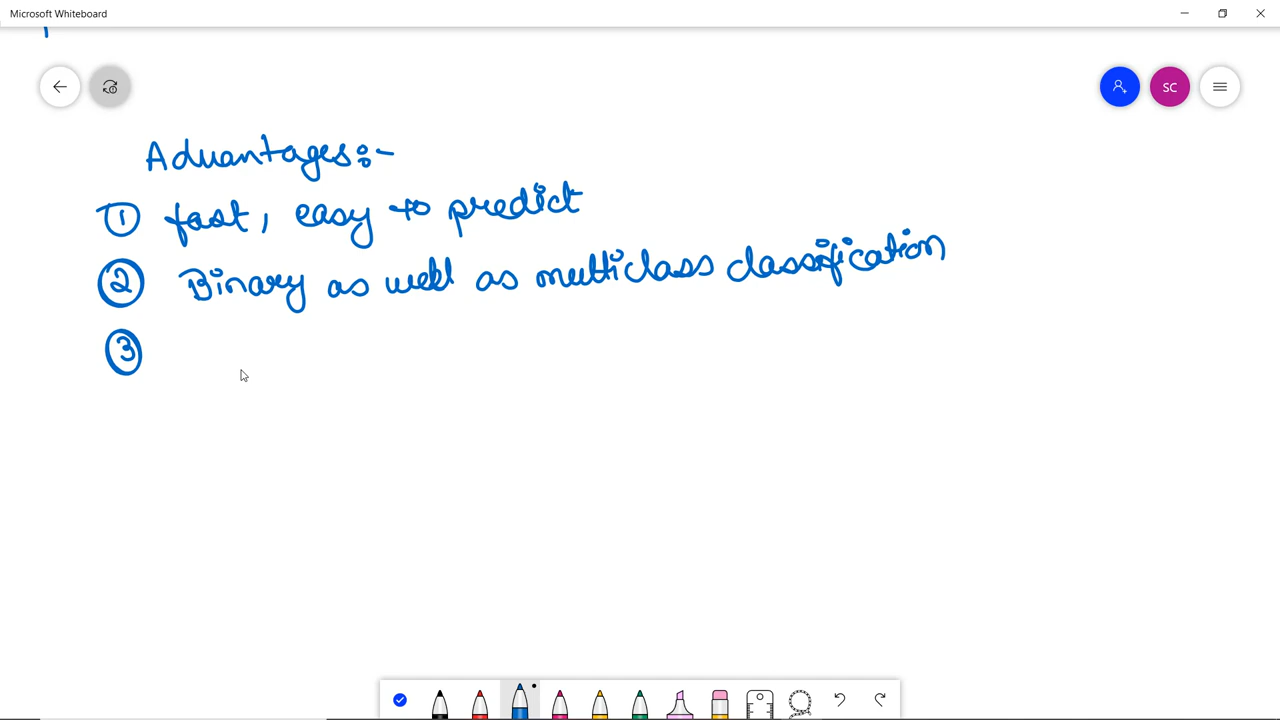 Microsoft Whiteboard
SC
Advantages:-
① fast, easy to predict
② Binary as well as multiclass classification
③